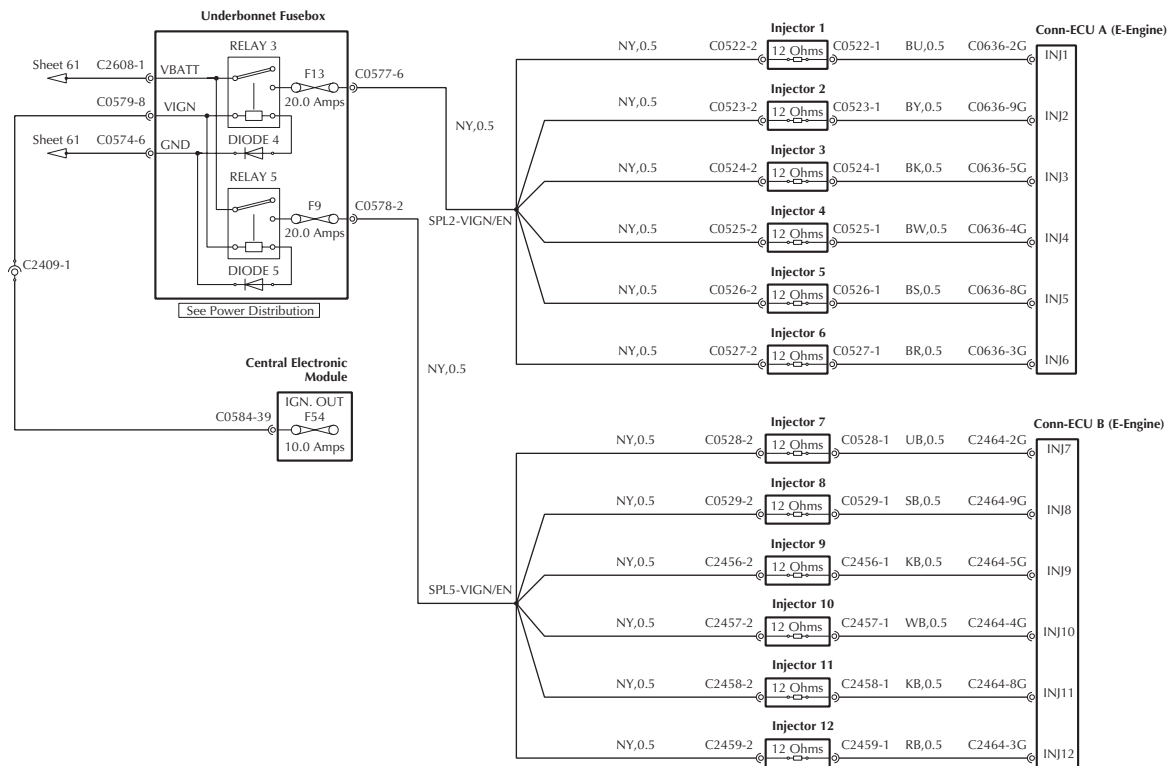 Underbonnet Fusebox
RELAY 3
Sheet 61
C2608-1
VBATT
F13
C0577-6
20.0 Amps
C0579-8
VIGN
Sheet 61
C0574-6
GND
DIODE 4
RELAY 5
F9
C0578-2
20.0 Amps
DIODE 5
C2409-1
See Power Distribution
NY,0.5
SPL2-VIGN/EN
Central Electronic
Module
IGN. OUT
C0584-39
F54
10.0 Amps
NY,0.5
SPL5-VIGN/EN
Conn-ECU A (E-Engine)
Injector 1
NY,0.5 C0522-2 12 Ohms C0522-1 BU,0.5 C0636-2G INJ1
Injector 2
NY,0.5 C0523-2 12 Ohms C0523-1 BY,0.5 C0636-9G INJ2
Injector 3
NY,0.5 C0524-2 12 Ohms C0524-1 BK,0.5 C0636-5G INJ3
Injector 4
NY,0.5 C0525-2 12 Ohms C0525-1 BW,0.5 C0636-4G INJ4
Injector 5
NY,0.5 C0526-2 12 Ohms C0526-1 BS,0.5 C0636-8G INJ5
Injector 6
NY,0.5 C0527-2 12 Ohms C0527-1 BR,0.5 C0636-3G INJ6
Conn-ECU B (E-Engine)
Injector 7
NY,0.5 C0528-2 12 Ohms C0528-1 UB,0.5 C2464-2G INJ7
Injector 8
NY,0.5 C0529-2 12 Ohms C0529-1 SB,0.5 C2464-9G INJ8
Injector 9
NY,0.5 C2456-2 12 Ohms C2456-1 KB,0.5 C2464-5G INJ9
Injector 10
NY,0.5 C2457-2 12 Ohms C2457-1 WB,0.5 C2464-4G INJ10
Injector 11
NY,0.5 C2458-2 12 Ohms C2458-1 KB,0.5 C2464-8G INJ11
Injector 12
NY,0.5 C2459-2 12 Ohms C2459-1 RB,0.5 C2464-3G INJ12